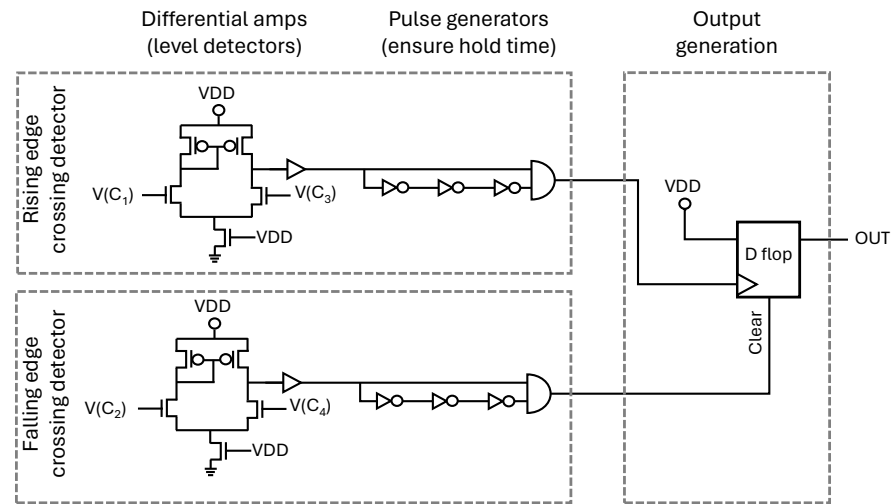 Differential amps
(level detectors)
Pulse generators
(ensure hold time)
Output
generation
Rising edge
crossing detector
VDD
V(C₁)
V(C₃)
VDD
VDD
D flop
OUT
Clear
Falling edge
crossing detector
VDD
V(C₂)
V(C₄)
VDD